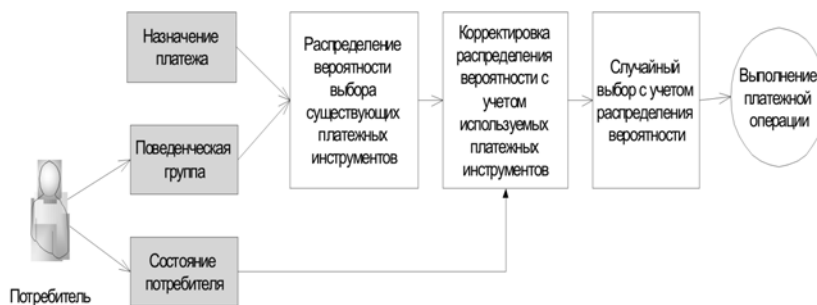 Назначение
платежа
Поведенческая
группа
Состояние
потребителя
Потребитель
Распределение
вероятности
выбора
существующих
платежных
инструментов
Корректировка
распределения
вероятности с
учетом
используемых
платежных
инструментов
Случайный
выбор с учетом
распределения
вероятности
Выполнение
платежной
операции